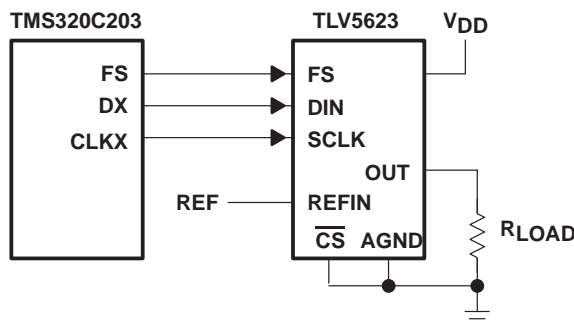 TMS320C203
TLV5623
VDD
FS
DX
CLKX
FS
DIN
SCLK
OUT
REF
REFIN
CS
AGND
RLOAD